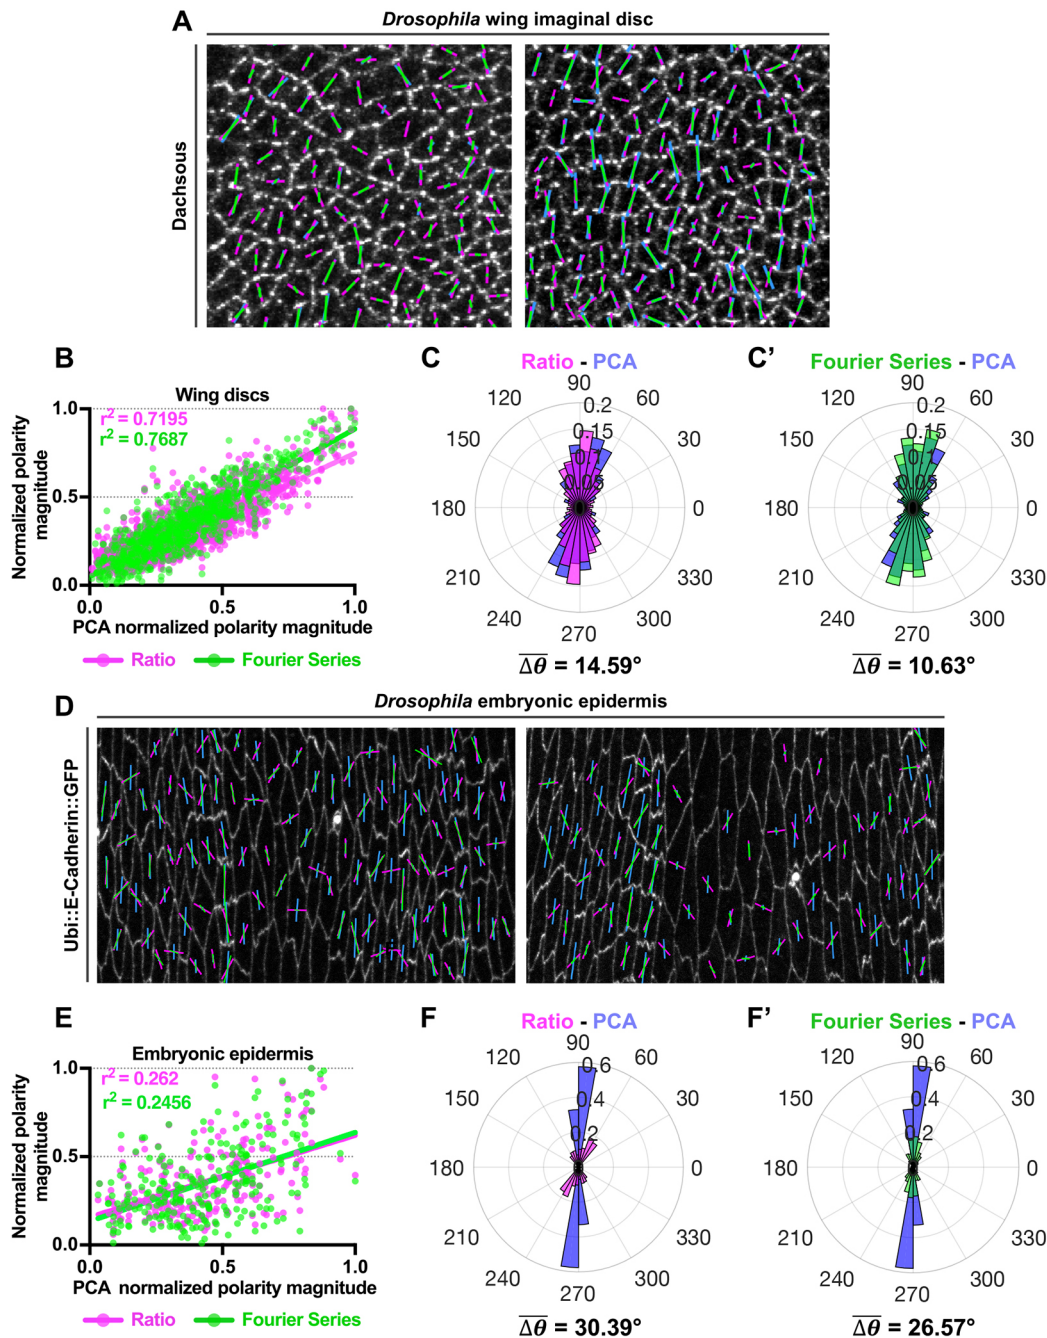 A
Drosophila wing imaginal disc
Dachsous
B
Wing discs
r² = 0.7195
r² = 0.7687
Normalized polarity
magnitude
1.0
0.5
0.0
0.0
0.5
1.0
PCA normalized polarity magnitude
Ratio
Fourier Series
C
Ratio - PCA
90
120
60
0.2
150
0.15
30
0.1
0.05
180
0
210
330
240
300
270
Δθ = 14.59°
C’
Fourier Series - PCA
90
120
60
0.2
150
0.15
30
0.1
0.05
180
0
210
330
240
300
270
Δθ = 10.63°
D
Drosophila embryonic epidermis
Ubi::E-Cadherin::GFP
E
Embryonic epidermis
r² = 0.262
r² = 0.2456
Normalized polarity
magnitude
1.0
0.5
0.0
0.0
0.5
1.0
PCA normalized polarity magnitude
Ratio
Fourier Series
F
Ratio - PCA
90
120
60
0.6
150
0.4
30
0.2
180
0
210
330
240
300
270
Δθ = 30.39°
F’
Fourier Series - PCA
90
120
60
0.6
150
0.4
30
0.2
180
0
210
330
240
300
270
Δθ = 26.57°